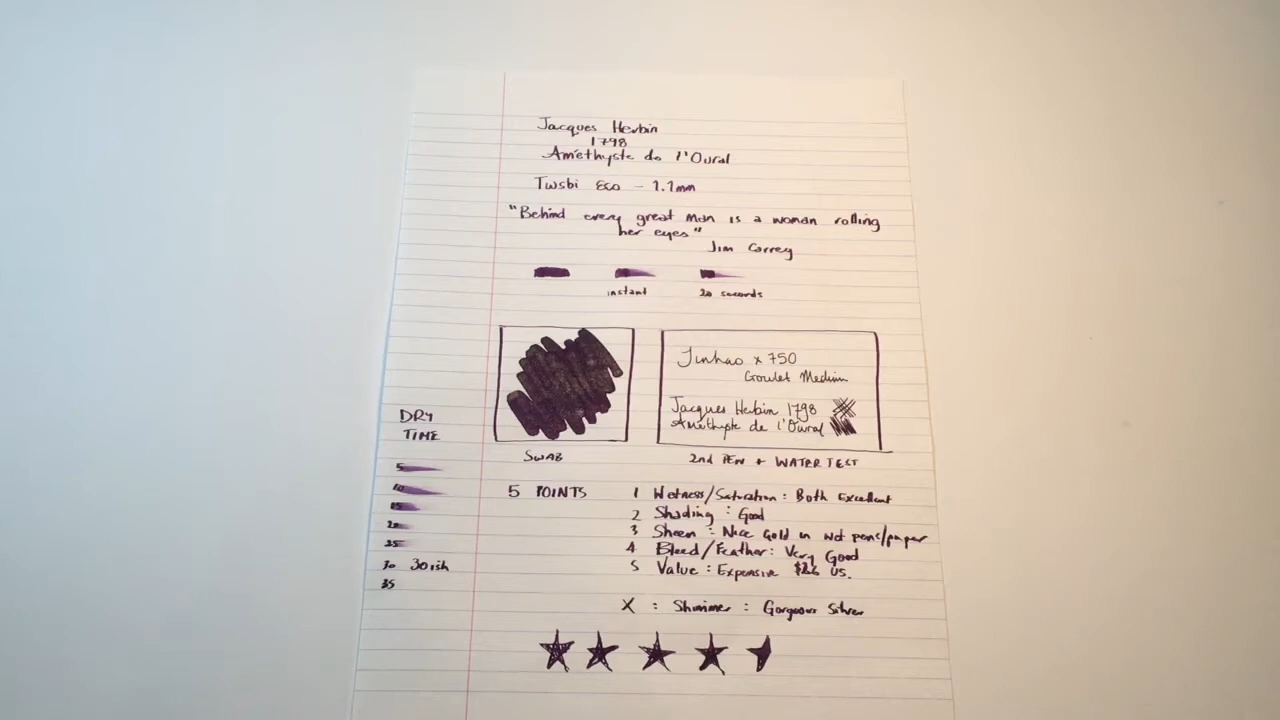 Jacques Herbin
1798
Améthyste de l'Oural
Twsbi Eco - 1.1mm
"Behind every great man is a woman rolling
her eyes"
Jim Carrey
instant
20 seconds
Jinhao x 750
Goulet Medium
Jacques Herbin 1798
Améthyste de l'Oural
SWAB
2nd PEN + WATER TEST
DRY
TIME
5
10
15
20
25
30 30ish
35
5 POINTS
1 Wetness/Saturation : Both Excellent
2 Shading : Good
3 Sheen : Nice Gold in wet pens/paper
4 Bleed/Feather : Very Good
5 Value : Expensive $26 US.
X : Shimmer : Gorgeous Silver